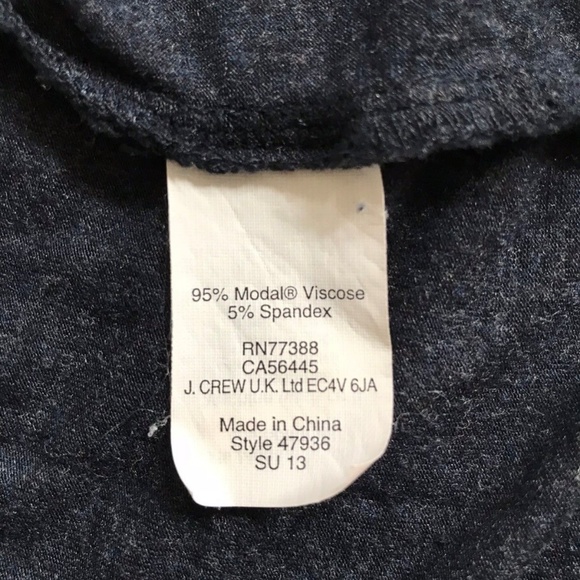 95% Modal® Viscose
5% Spandex
RN77388
CA56445
J. CREW U.K. Ltd EC4V 6JA
Made in China
Style 47936
SU 13